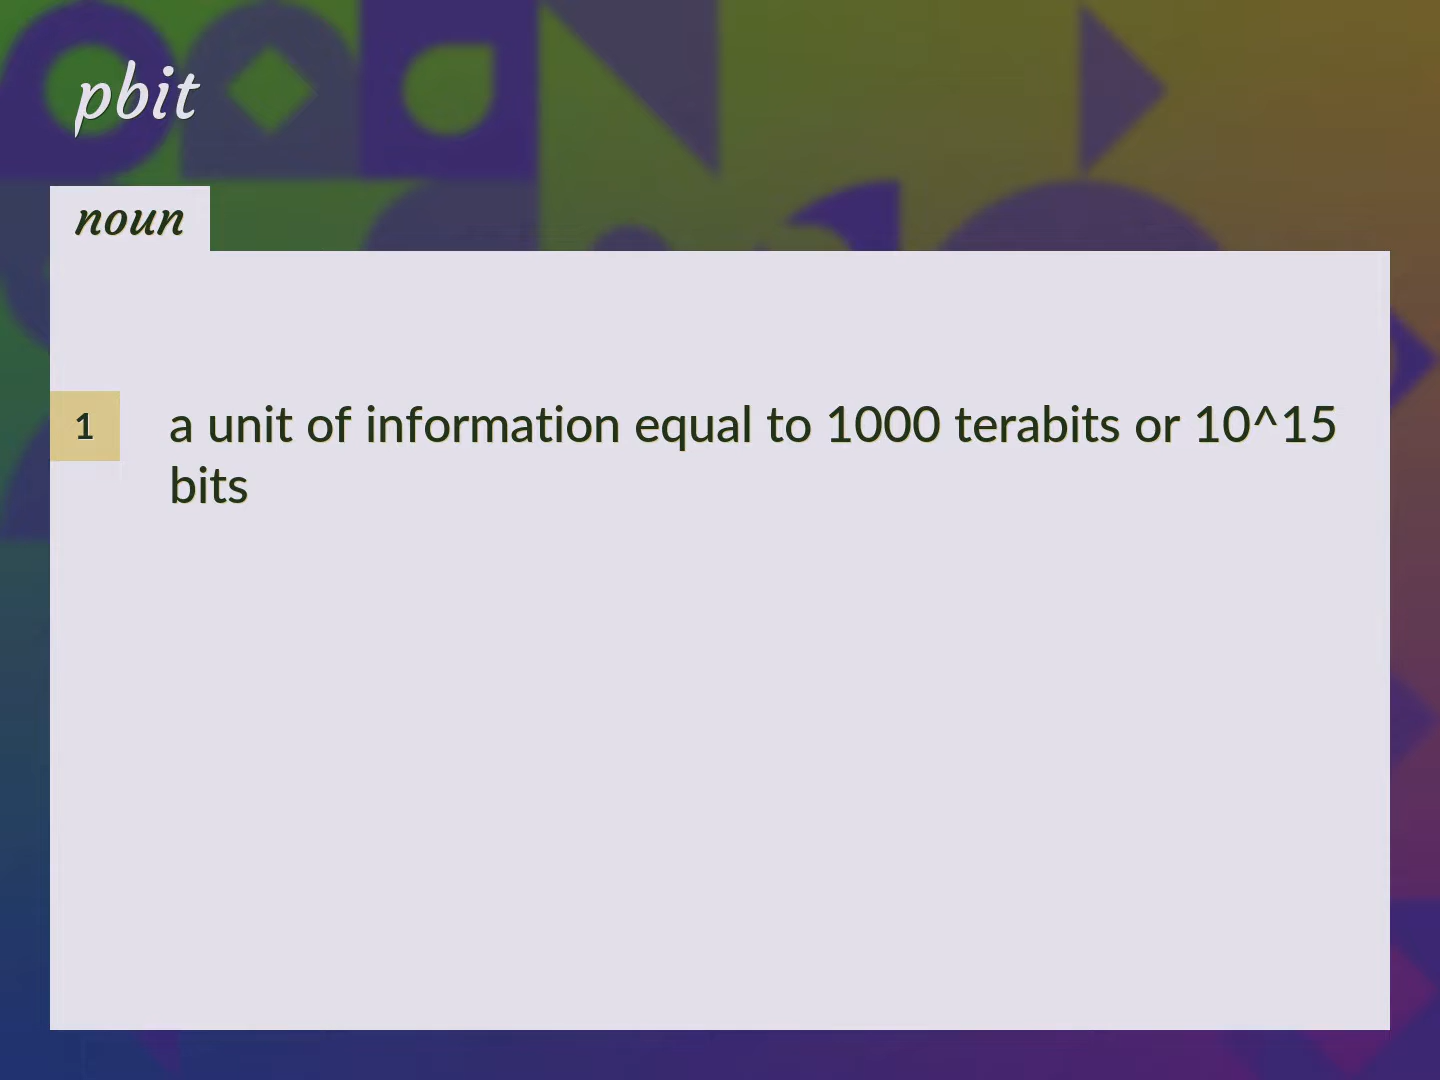 pbit
noun
1
a unit of information equal to 1000 terabits or 10^15
bits